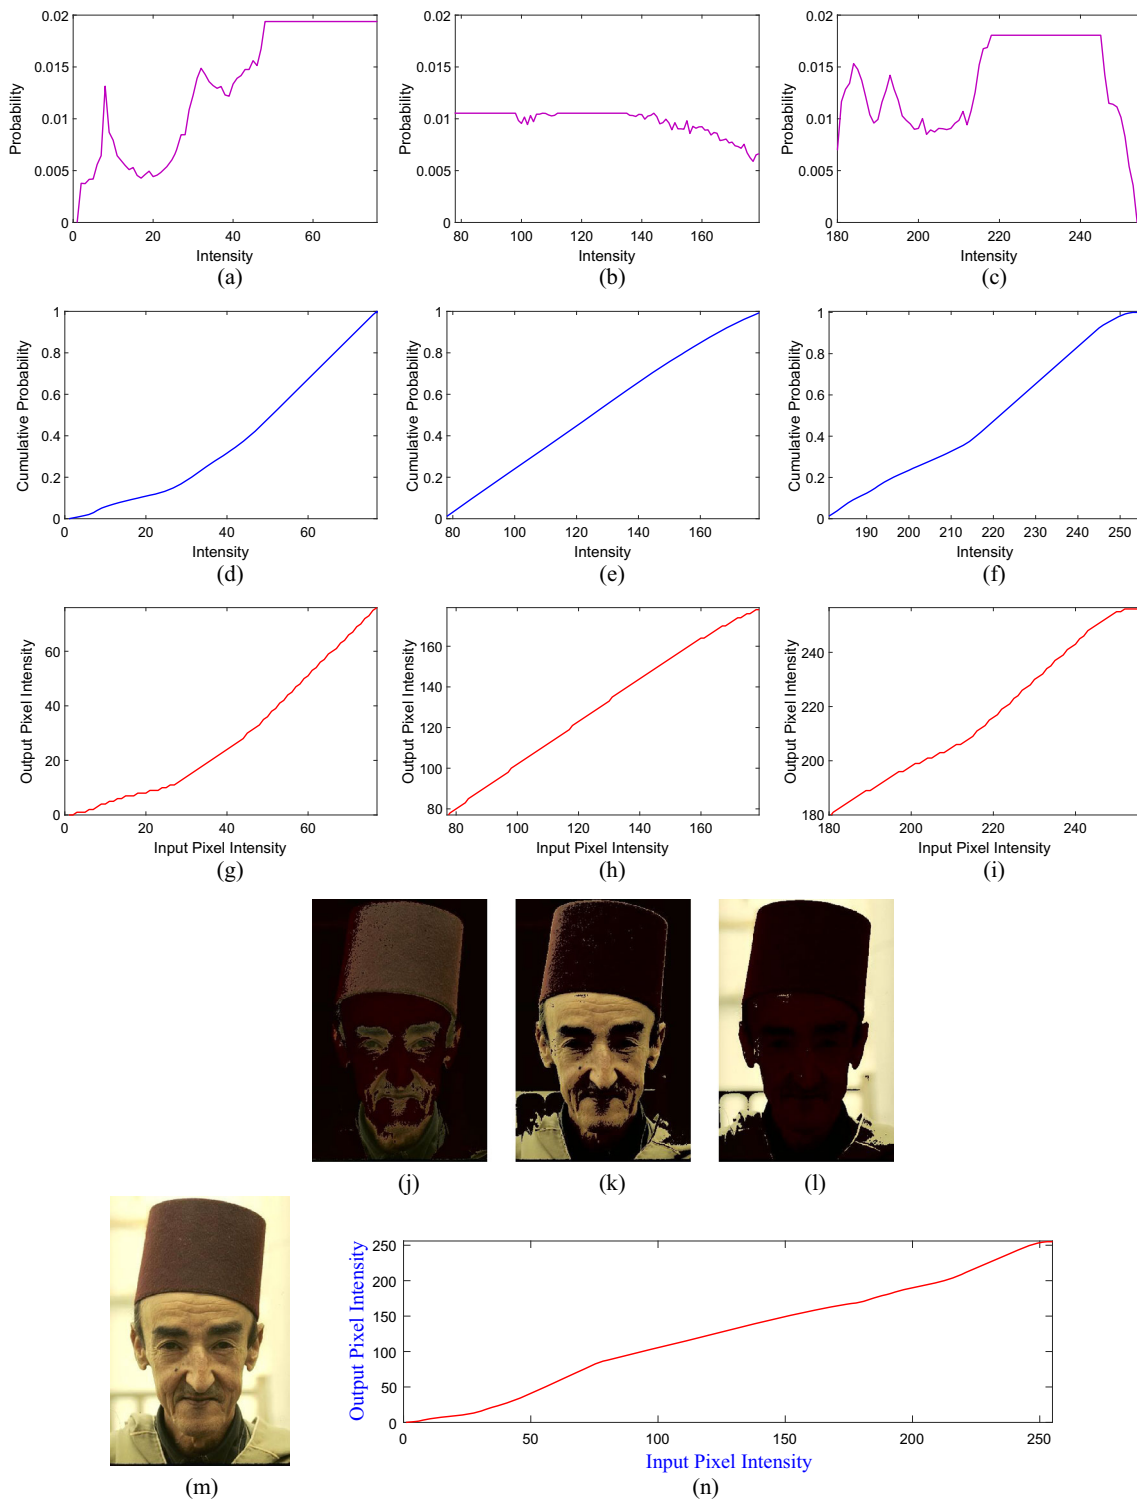 0.02 0.02 0.02
0.015 0.015 0.015
0.01 0.01 0.01
0.005 0.005 0.005
0 0 0
Probability Probability Probability
0 20 40 60
80 100 120 140 160
180 200 220 240
Intensity Intensity Intensity
(a) (b) (c)
1 1 1
0.8 0.8 0.8
0.6 0.6 0.6
0.4 0.4 0.4
0.2 0.2 0.2
0 0 0
Cumulative Probability Cumulative Probability Cumulative Probability
0 20 40 60
80 100 120 140 160
190 200 210 220 230 240 250
Intensity Intensity Intensity
(d) (e) (f)
60
40
20
0
Output Pixel Intensity
160
140
120
100
80
Output Pixel Intensity
240
220
200
180
Output Pixel Intensity
0 20 40 60
80 100 120 140 160
180 200 220 240
Input Pixel Intensity Input Pixel Intensity Input Pixel Intensity
(g) (h) (i)
(j) (k) (l)
250
200
150
100
50
0
Output Pixel Intensity
0 50 100 150 200 250
Input Pixel Intensity
(m) (n)